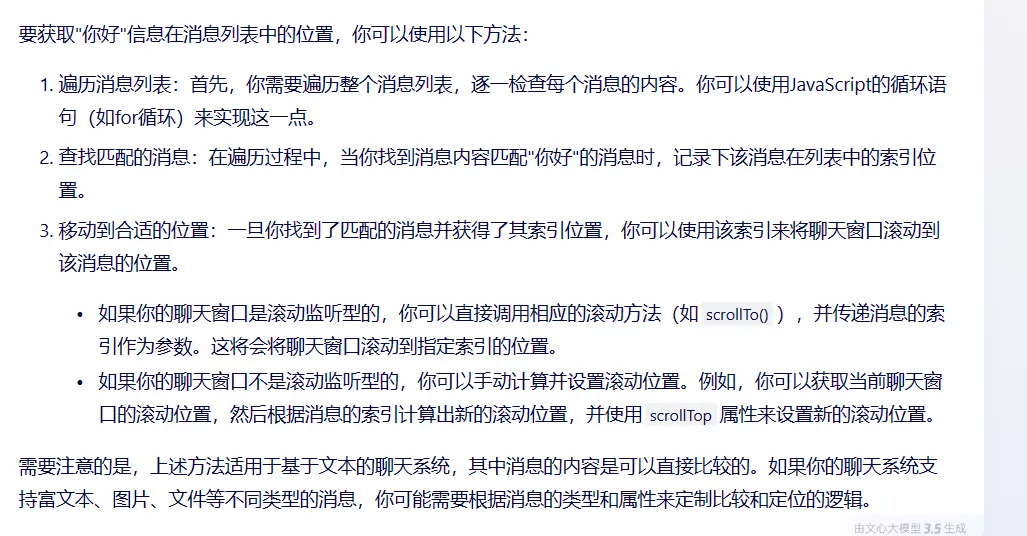 要获取"你好"信息在消息列表中的位置，你可以使用以下方法：
1. 遍历消息列表：首先，你需要遍历整个消息列表，逐一检查每个消息的内容。你可以使用JavaScript的循环语
句（如for循环）来实现这一点。
2. 查找匹配的消息：在遍历过程中，当你找到消息内容匹配"你好"的消息时，记录下该消息在列表中的索引位
置。
3. 移动到合适的位置：一旦你找到了匹配的消息并获得了其索引位置，你可以使用该索引来将聊天窗口滚动到
该消息的位置。
• 如果你的聊天窗口是滚动监听型的，你可以直接调用相应的滚动方法（如 scrollTo() ），并传递消息的索
引作为参数。这将会将聊天窗口滚动到指定索引的位置。
• 如果你的聊天窗口不是滚动监听型的，你可以手动计算并设置滚动位置。例如，你可以获取当前聊天窗
口的滚动位置，然后根据消息的索引计算出新的滚动位置，并使用 scrollTop 属性来设置新的滚动位置。
需要注意的是，上述方法适用于基于文本的聊天系统，其中消息的内容是可以直接比较的。如果你的聊天系统支
持富文本、图片、文件等不同类型的消息，你可能需要根据消息的类型和属性来定制比较和定位的逻辑。
由文心大模型 3.5 生成